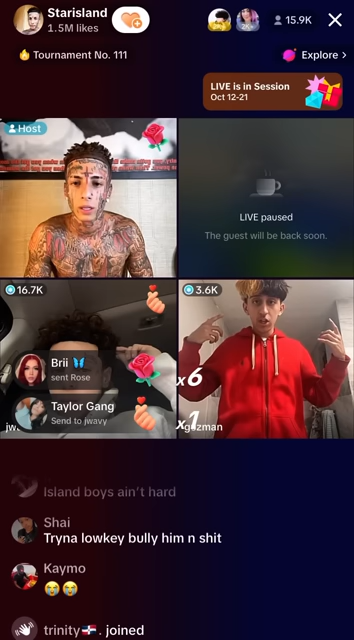 Starisland
1.5M likes
15.9K
Tournament No. 111
Explore >
LIVE is in Session
Oct 12-21
Host
LIVE paused
The guest will be back soon.
16.7K
3.6K
Brii 🦋
sent Rose
Taylor Gang
Send to jwavy
x6
x1
jw
guzman
Island boys ain't hard
Shai
Tryna lowkey bully him n shit
Kaymo
😭😭
trinity🇩🇴. joined